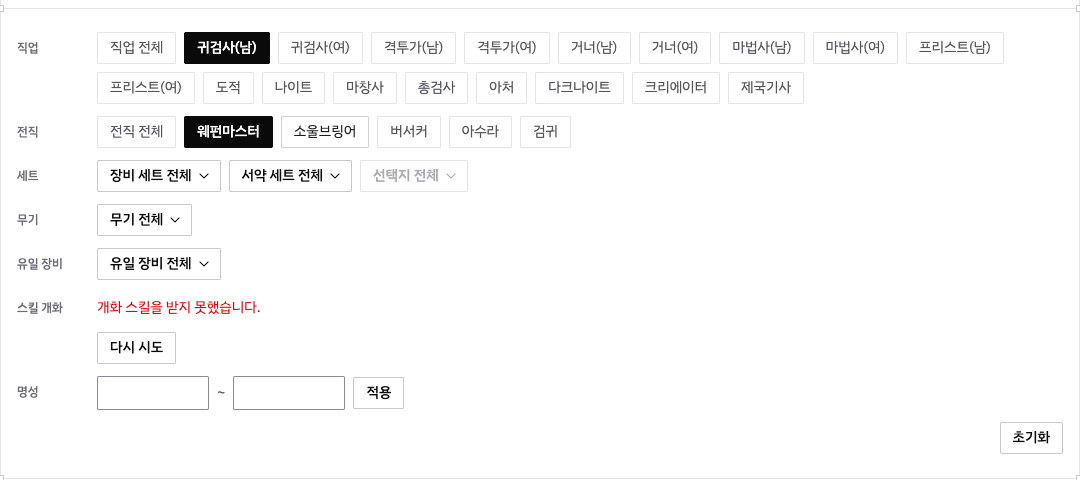 직업 직업 전체 귀검사(남) 귀검사(여) 격투가(남) 격투가(여) 거너(남) 거너(여) 마법사(남) 마법사(여) 프리스트(남)
프리스트(여) 도적 나이트 마창사 총검사 아처 다크나이트 크리에이터 제국기사
전직 전직 전체 웨펀마스터 소울브링어 버서커 아수라 검귀
세트 장비 세트 전체 서약 세트 전체 선택지 전체
무기 무기 전체
유일 장비 유일 장비 전체
스킬 개화 개화 스킬을 받지 못했습니다.
다시 시도
명성 ~ 적용
초기화